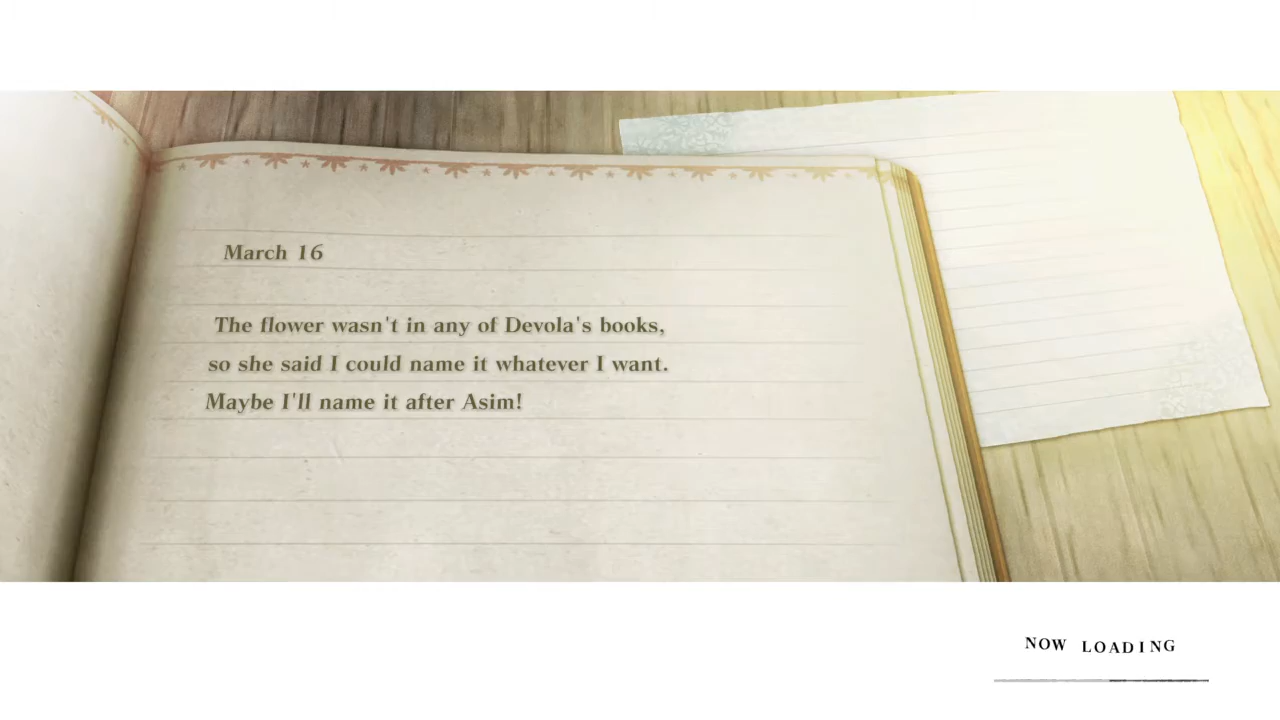 March 16
The flower wasn't in any of Devola's books,
so she said I could name it whatever I want.
Maybe I'll name it after Asim!
NOW LOADING